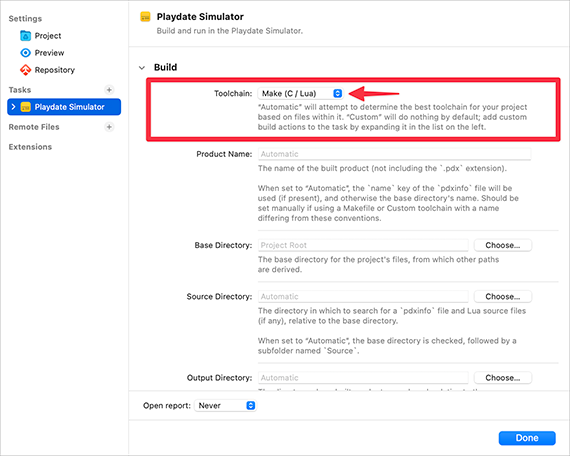 Settings
Project
Preview
Repository
Tasks
Playdate Simulator
Remote Files
Extensions
Playdate Simulator
Build and run in the Playdate Simulator.
Build
Toolchain: Make (C / Lua)
“Automatic” will attempt to determine the best toolchain for your project
based on files within it. “Custom” will do nothing by default; add custom
build actions to the task by expanding it in the list on the left.
Product Name: Automatic
The name of the built product (not including the `.pdx` extension).
When set to “Automatic”, the `name` key of the `pdxinfo` file will be
used (if present), and otherwise the base directory's name. Should be
set manually if using a Makefile or Custom toolchain with a name
differing from these conventions.
Base Directory: Project Root Choose...
The base directory for the project's files, from which other paths
are derived.
Source Directory: Automatic Choose...
The directory in which to search for a `pdxinfo` file and Lua source files
(if any), relative to the base directory.
When set to “Automatic”, the base directory is checked, followed by a
subfolder named `Source`.
Output Directory: Automatic Choose...
Open report: Never
Done